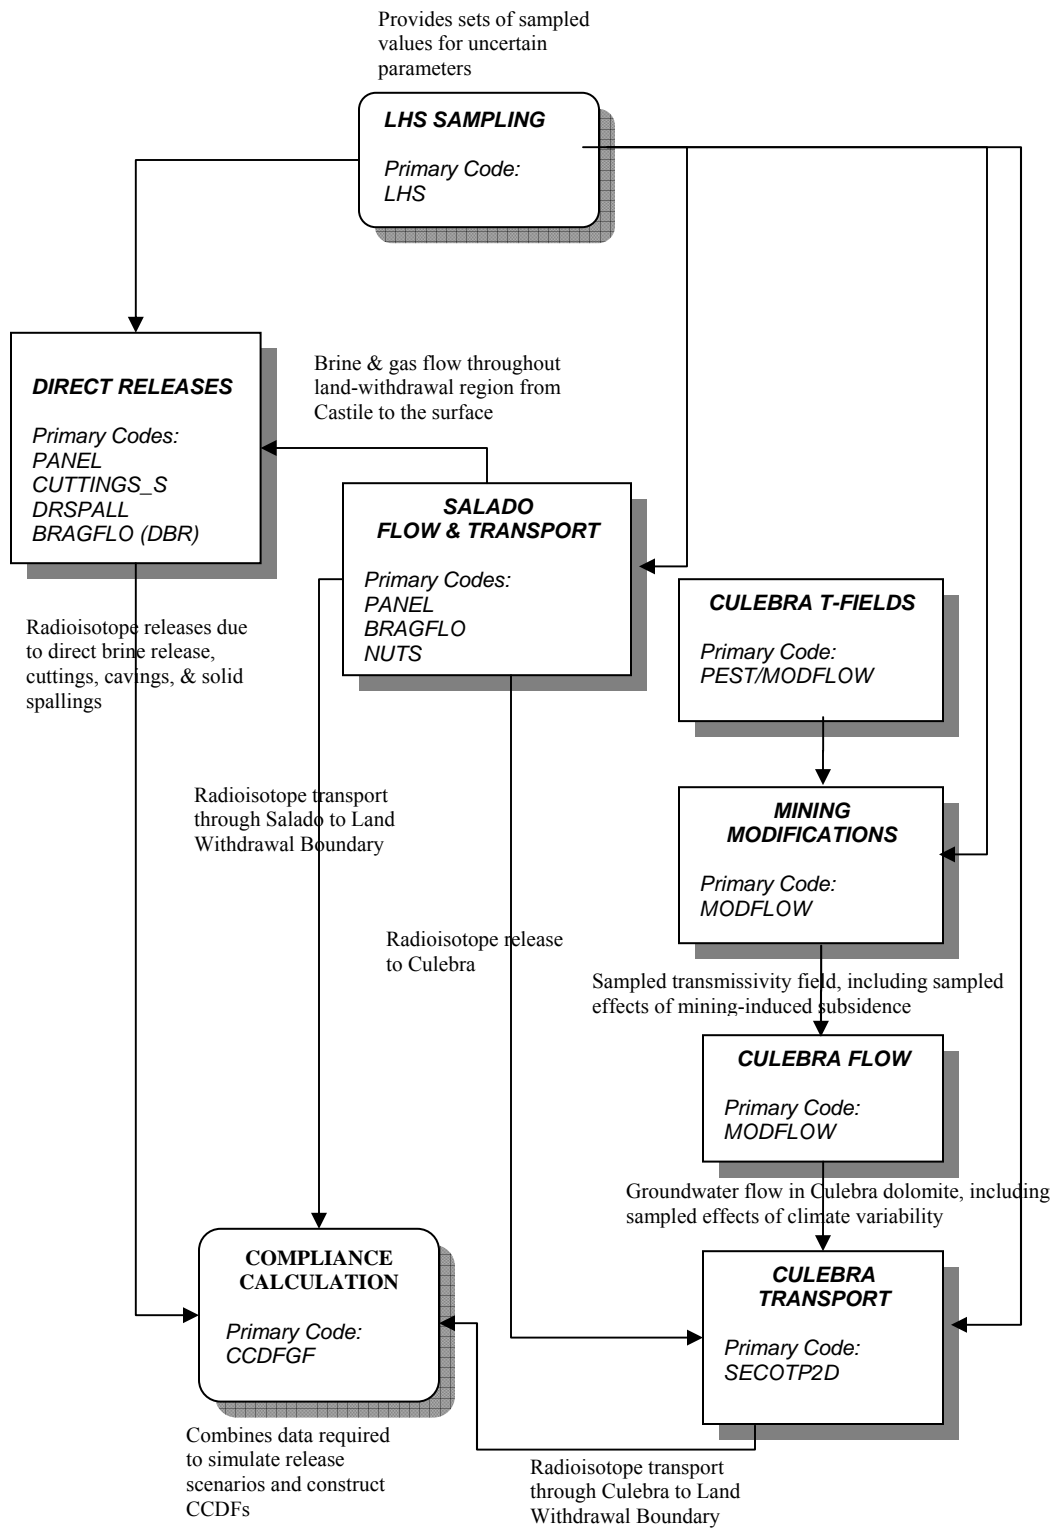 Provides sets of sampled
values for uncertain
parameters
LHS SAMPLING
Primary Code:
LHS
DIRECT RELEASES
Primary Codes:
PANEL
CUTTINGS_S
DRSPALL
BRAGFLO (DBR)
Brine & gas flow throughout
land-withdrawal region from
Castile to the surface
SALADO
FLOW & TRANSPORT
Primary Codes:
PANEL
BRAGFLO
NUTS
CULEBRA T-FIELDS
Primary Code:
PEST/MODFLOW
Radioisotope releases due
to direct brine release,
cuttings, cavings, & solid
spallings
Radioisotope transport
through Salado to Land
Withdrawal Boundary
MINING
MODIFICATIONS
Primary Code:
MODFLOW
Radioisotope release
to Culebra
Sampled transmissivity field, including sampled
effects of mining-induced subsidence
CULEBRA FLOW
Primary Code:
MODFLOW
Groundwater flow in Culebra dolomite, including
sampled effects of climate variability
COMPLIANCE
CALCULATION
Primary Code:
CCDFGF
CULEBRA
TRANSPORT
Primary Code:
SECOTP2D
Combines data required
to simulate release
scenarios and construct
CCDFs
Radioisotope transport
through Culebra to Land
Withdrawal Boundary